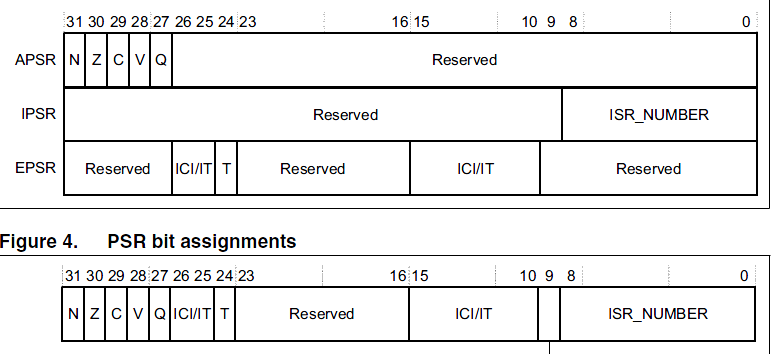 31 30 29 28 27 26 25 24 23 16 15 10 9 8 0
APSR N Z C V Q Reserved
IPSR Reserved ISR_NUMBER
EPSR Reserved ICI/IT T Reserved ICI/IT Reserved
Figure 4. PSR bit assignments
31 30 29 28 27 26 25 24 23 16 15 10 9 8 0
N Z C V Q ICI/IT T Reserved ICI/IT ISR_NUMBER